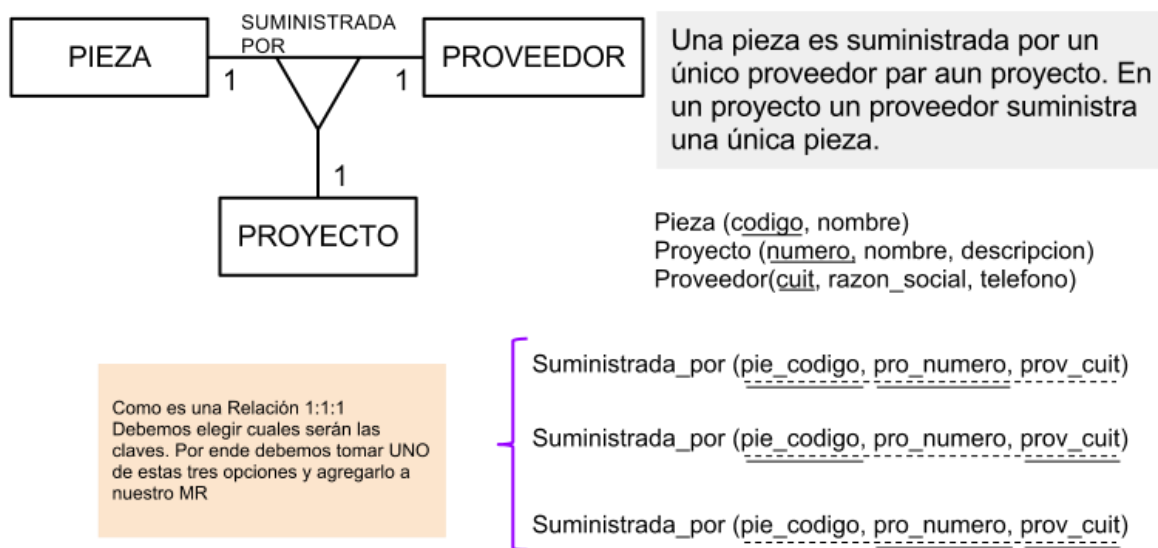 SUMINISTRADA
POR
PIEZA
PROVEEDOR
1
1
1
PROYECTO
Una pieza es suministrada por un
único proveedor par aun proyecto. En
un proyecto un proveedor suministra
una única pieza.
Pieza (codigo, nombre)
Proyecto (numero, nombre, descripcion)
Proveedor(cuit, razon_social, telefono)
Como es una Relación 1:1:1
Debemos elegir cuales serán las
claves. Por ende debemos tomar UNO
de estas tres opciones y agregarlo a
nuestro MR
Suministrada_por (pie_codigo, pro_numero, prov_cuit)
Suministrada_por (pie_codigo, pro_numero, prov_cuit)
Suministrada_por (pie_codigo, pro_numero, prov_cuit)